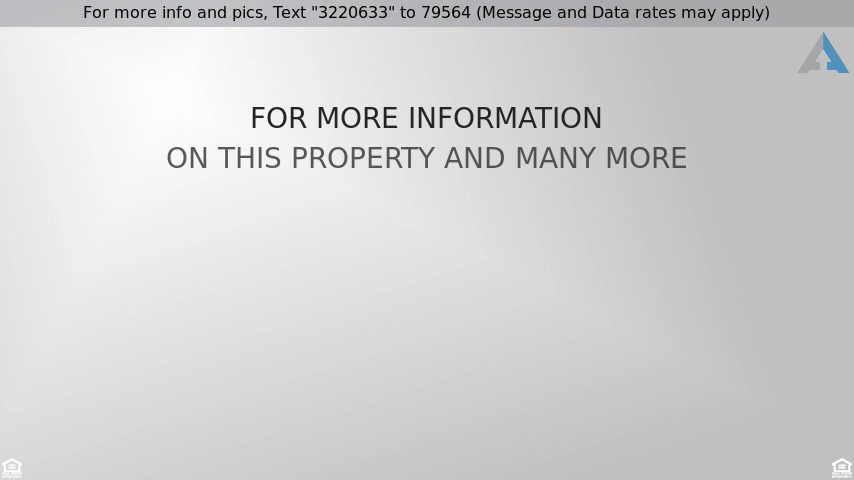 For more info and pics, Text "3220633" to 79564 (Message and Data rates may apply)
FOR MORE INFORMATION
ON THIS PROPERTY AND MANY MORE